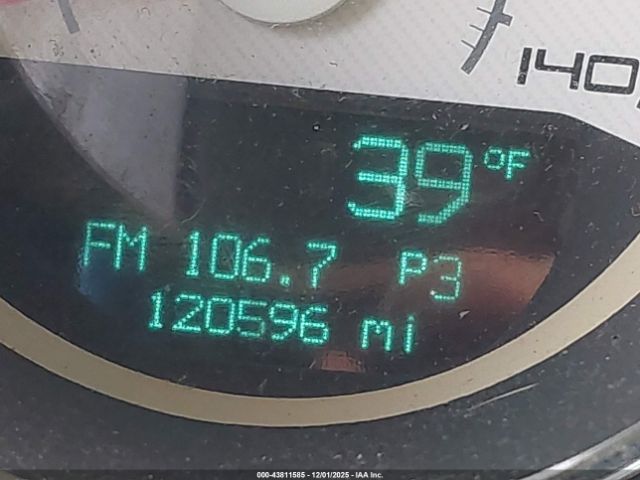 140
39 °F
FM 106.7 P3
120596 mi
000-43811585 - 12/01/2025 - IAA Inc.